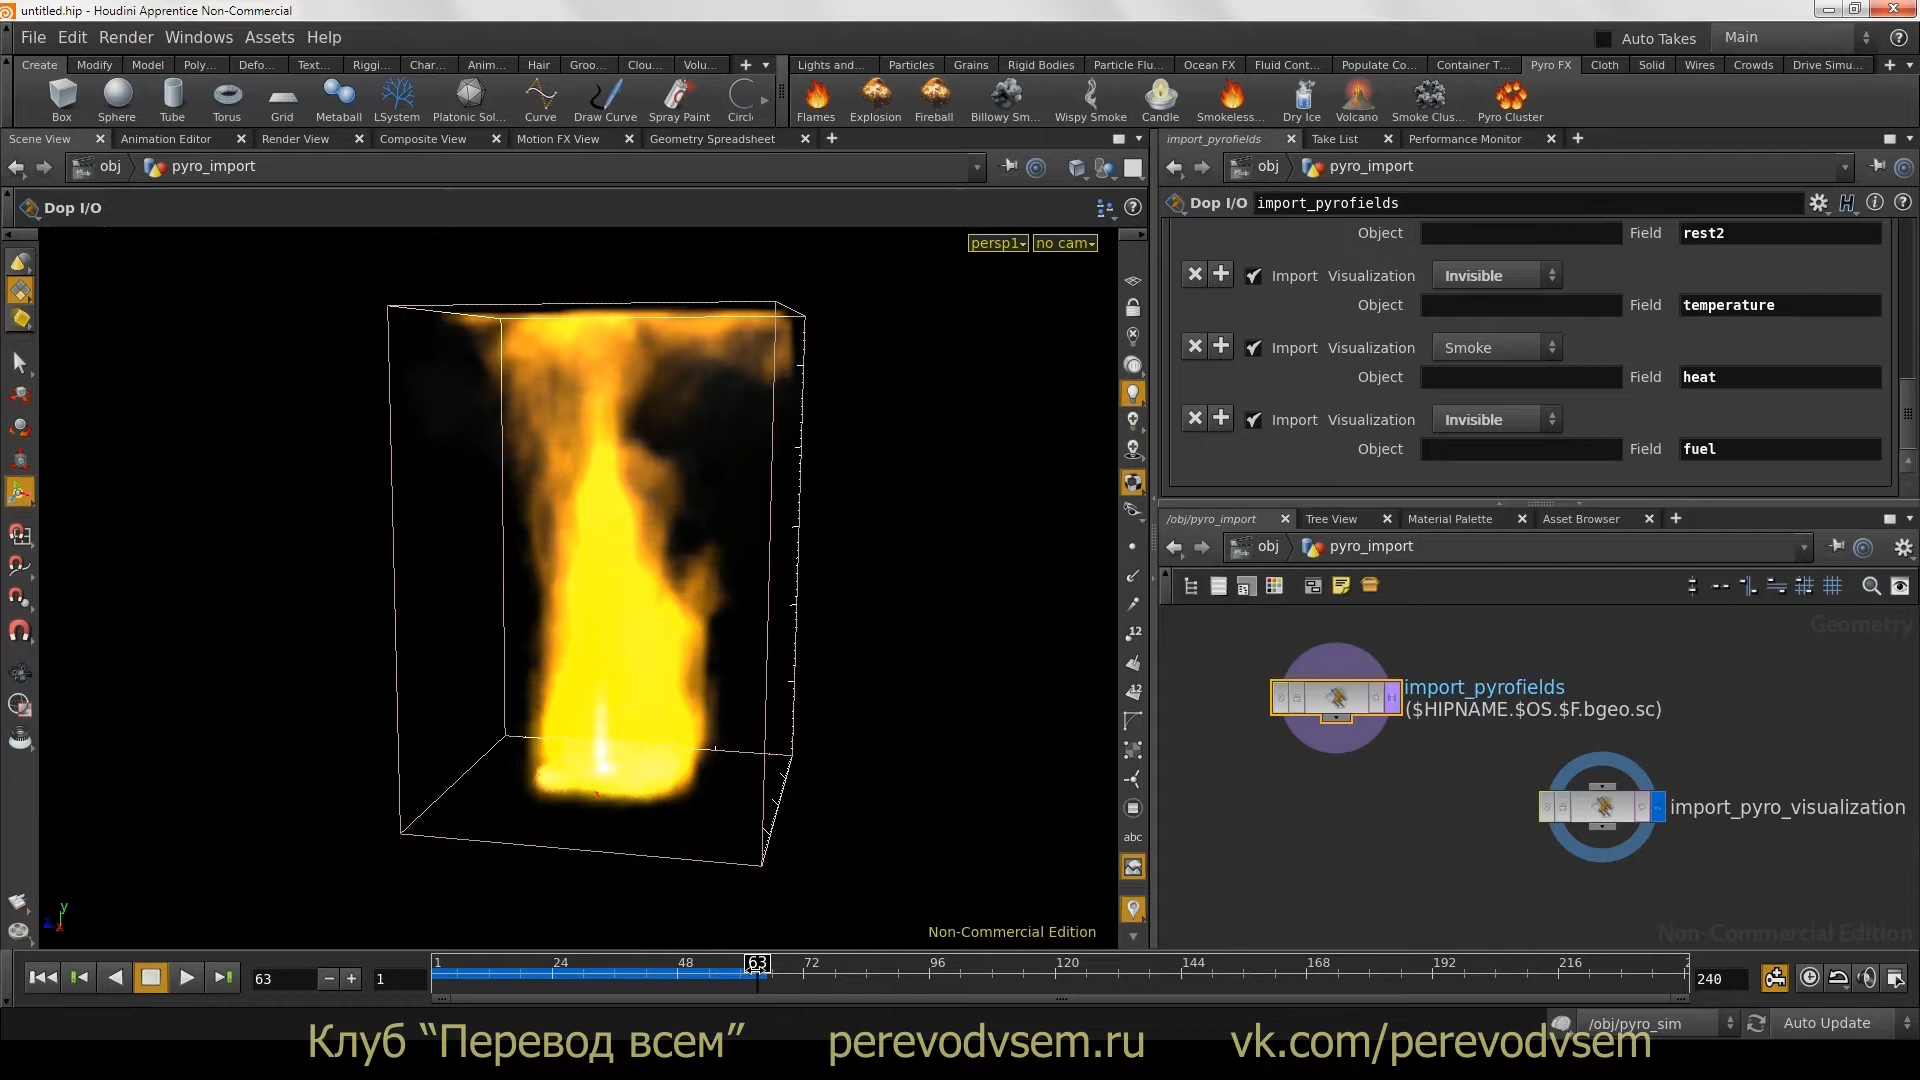 untitled.hip - Houdini Apprentice Non-Commercial
File Edit Render Windows Assets Help
Auto Takes Main
Create Modify Model Poly... Defo... Text... Riggi... Char... Anim... Hair Groo... Clou... Volu...
Lights and... Particles Grains Rigid Bodies Particle Flu... Ocean FX Fluid Cont... Populate Co... Container T... Pyro FX Cloth Solid Wires Crowds Drive Simu...
Box Sphere Tube Torus Grid Metaball LSystem Platonic Sol... Curve Draw Curve Spray Paint Circl
Flames Explosion Fireball Billowy Sm... Wispy Smoke Candle Smokeless... Dry Ice Volcano Smoke Clus... Pyro Cluster
Scene View Animation Editor Render View Composite View Motion FX View Geometry Spreadsheet
import_pyrofields Take List Performance Monitor
obj pyro_import
obj pyro_import
Dop I/O
Dop I/O import_pyrofields
persp1 no cam
Object Field rest2
Import Visualization Invisible
Object Field temperature
Import Visualization Smoke
Object Field heat
Import Visualization Invisible
Object Field fuel
/obj/pyro_import Tree View Material Palette Asset Browser
obj pyro_import
Geometry
import_pyrofields
($HIPNAME.$OS.$F.bgeo.sc)
import_pyro_visualization
12
12
abc
y
z
x
Non-Commercial Edition
Non-Commercial Edition
63 1 1 24 48 63 72 96 120 144 168 192 216 2 240
/obj/pyro_sim Auto Update
Клуб “Перевод всем” perevodvsem.ru vk.com/perevodvsem